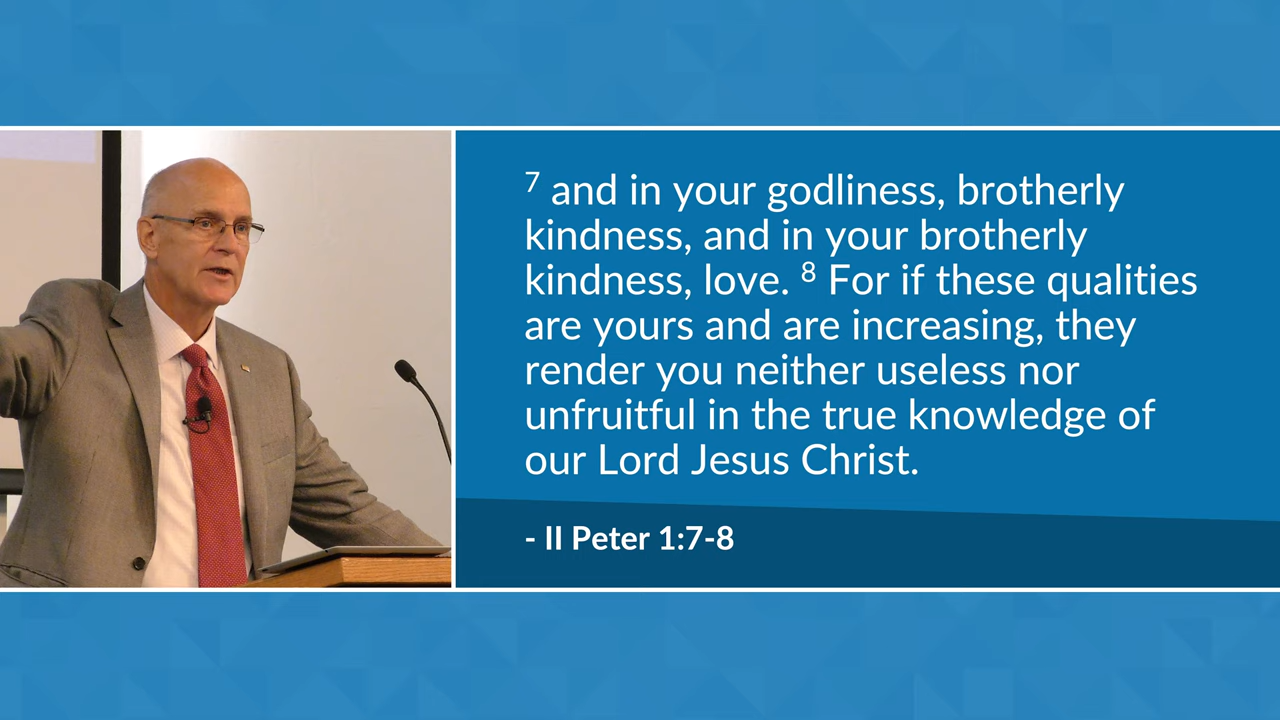 7 and in your godliness, brotherly
kindness, and in your brotherly
kindness, love. 8 For if these qualities
are yours and are increasing, they
render you neither useless nor
unfruitful in the true knowledge of
our Lord Jesus Christ.
- II Peter 1:7-8